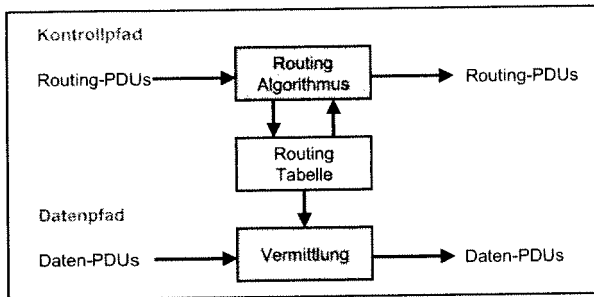 Kontrollpfad
Routing-PDUs
Routing
Algorithmus
Routing-PDUs
Routing
Tabelle
Datenpfad
Daten-PDUs
Vermittlung
Daten-PDUs